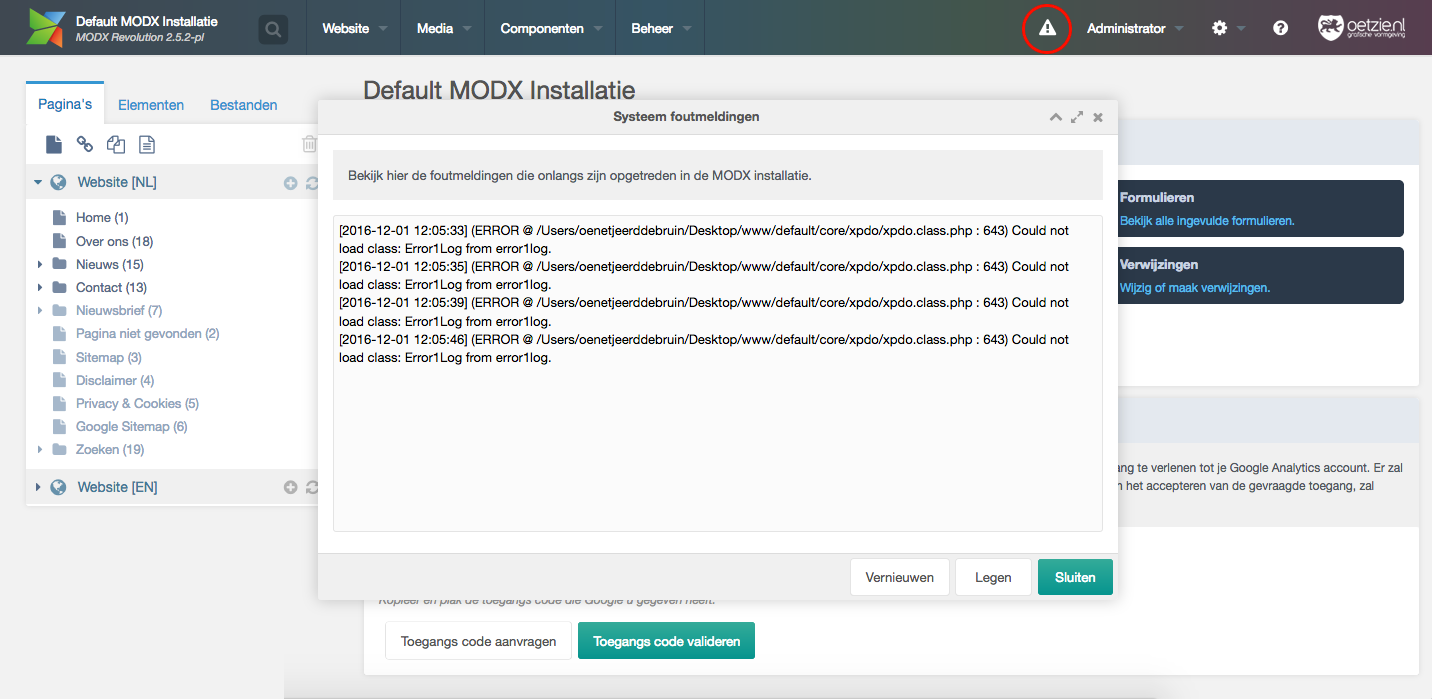 Default MODX Installatie
MODX Revolution 2.5.2-pl
Website
Media
Componenten
Beheer
Administrator
oetzie.nl
grafische vormgeving
Pagina's
Elementen
Bestanden
Website [NL]
Home (1)
Over ons (18)
Nieuws (15)
Contact (13)
Nieuwsbrief (7)
Pagina niet gevonden (2)
Sitemap (3)
Disclaimer (4)
Privacy & Cookies (5)
Google Sitemap (6)
Zoeken (19)
Website [EN]
Default MODX Installatie
Systeem foutmeldingen
Bekijk hier de foutmeldingen die onlangs zijn opgetreden in de MODX installatie.
[2016-12-01 12:05:33] (ERROR @ /Users/oenetjeerddebruin/Desktop/www/default/core/xpdo/xpdo.class.php : 643) Could not
load class: Error1Log from error1log.
[2016-12-01 12:05:35] (ERROR @ /Users/oenetjeerddebruin/Desktop/www/default/core/xpdo/xpdo.class.php : 643) Could not
load class: Error1Log from error1log.
[2016-12-01 12:05:39] (ERROR @ /Users/oenetjeerddebruin/Desktop/www/default/core/xpdo/xpdo.class.php : 643) Could not
load class: Error1Log from error1log.
[2016-12-01 12:05:46] (ERROR @ /Users/oenetjeerddebruin/Desktop/www/default/core/xpdo/xpdo.class.php : 643) Could not
load class: Error1Log from error1log.
Vernieuwen
Legen
Sluiten
Formulieren
Bekijk alle ingevulde formulieren.
Verwijzingen
Wijzig of maak verwijzingen.
te verlenen tot je Google Analytics account. Er zal
het accepteren van de gevraagde toegang, zal
Kopieer en plak de toegangs code die Google u gegeven heeft.
Toegangs code aanvragen
Toegangs code valideren